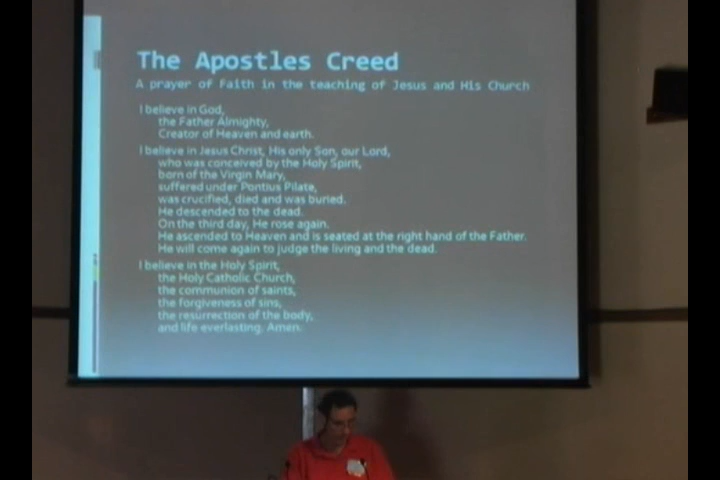 The Apostles Creed
A prayer of Faith in the teaching of Jesus and His Church
I believe in God,
the Father Almighty,
Creator of Heaven and earth.
I believe in Jesus Christ, His only Son, our Lord,
who was conceived by the Holy Spirit,
born of the Virgin Mary,
suffered under Pontius Pilate,
was crucified, died and was buried.
He descended to the dead.
On the third day, He rose again.
He ascended to Heaven and is seated at the right hand of the Father.
He will come again to judge the living and the dead.
I believe in the Holy Spirit,
the Holy Catholic Church,
the communion of saints,
the forgiveness of sins,
the resurrection of the body,
and life everlasting. Amen.